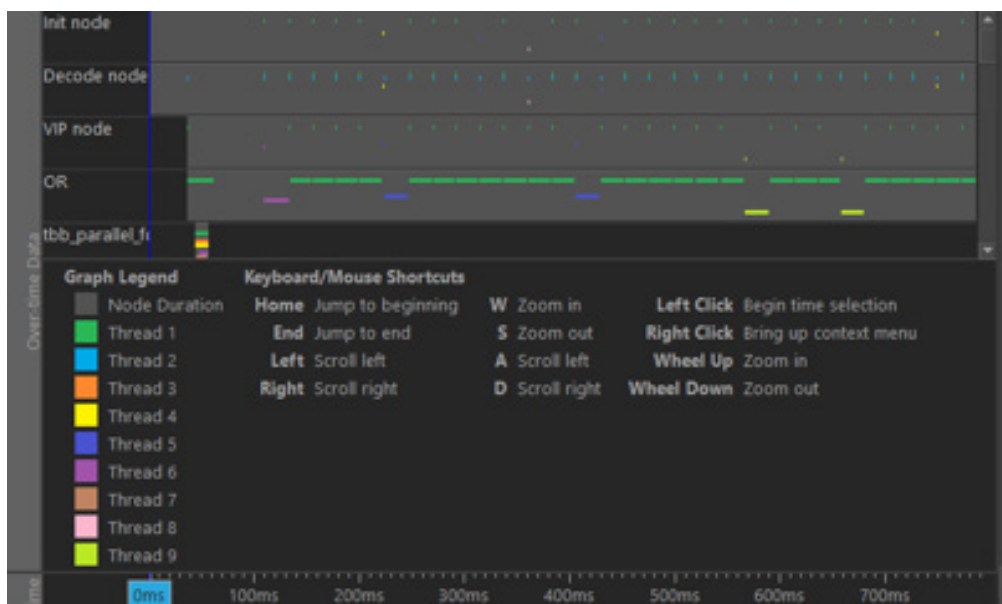 Init node
Decode node
VIP node
OR
tbb_parallel_f
Over-time Data
Graph Legend
Node Duration
Thread 1
Thread 2
Thread 3
Thread 4
Thread 5
Thread 6
Thread 7
Thread 8
Thread 9
Keyboard/Mouse Shortcuts
Home Jump to beginning
End Jump to end
Left Scroll left
Right Scroll right
W Zoom in
S Zoom out
A Scroll left
D Scroll right
Left Click Begin time selection
Right Click Bring up context menu
Wheel Up Zoom in
Wheel Down Zoom out
me
0ms 100ms 200ms 300ms 400ms 500ms 600ms 700ms